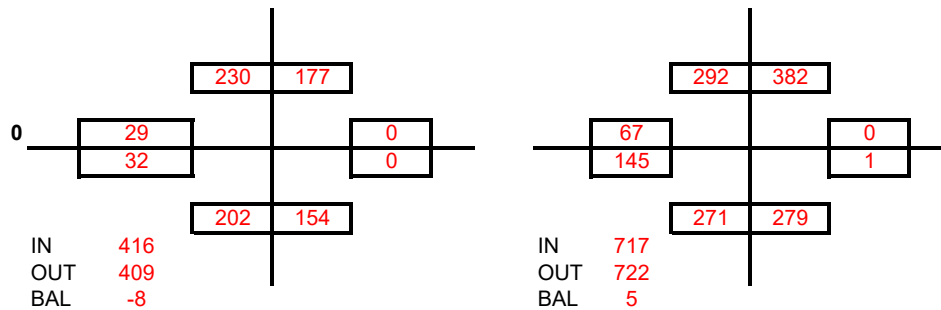 230 177 292 382
0 29 0 67 0
32 0 145 1
202 154 271 279
IN 416 IN 717
OUT 409 OUT 722
BAL -8 BAL 5